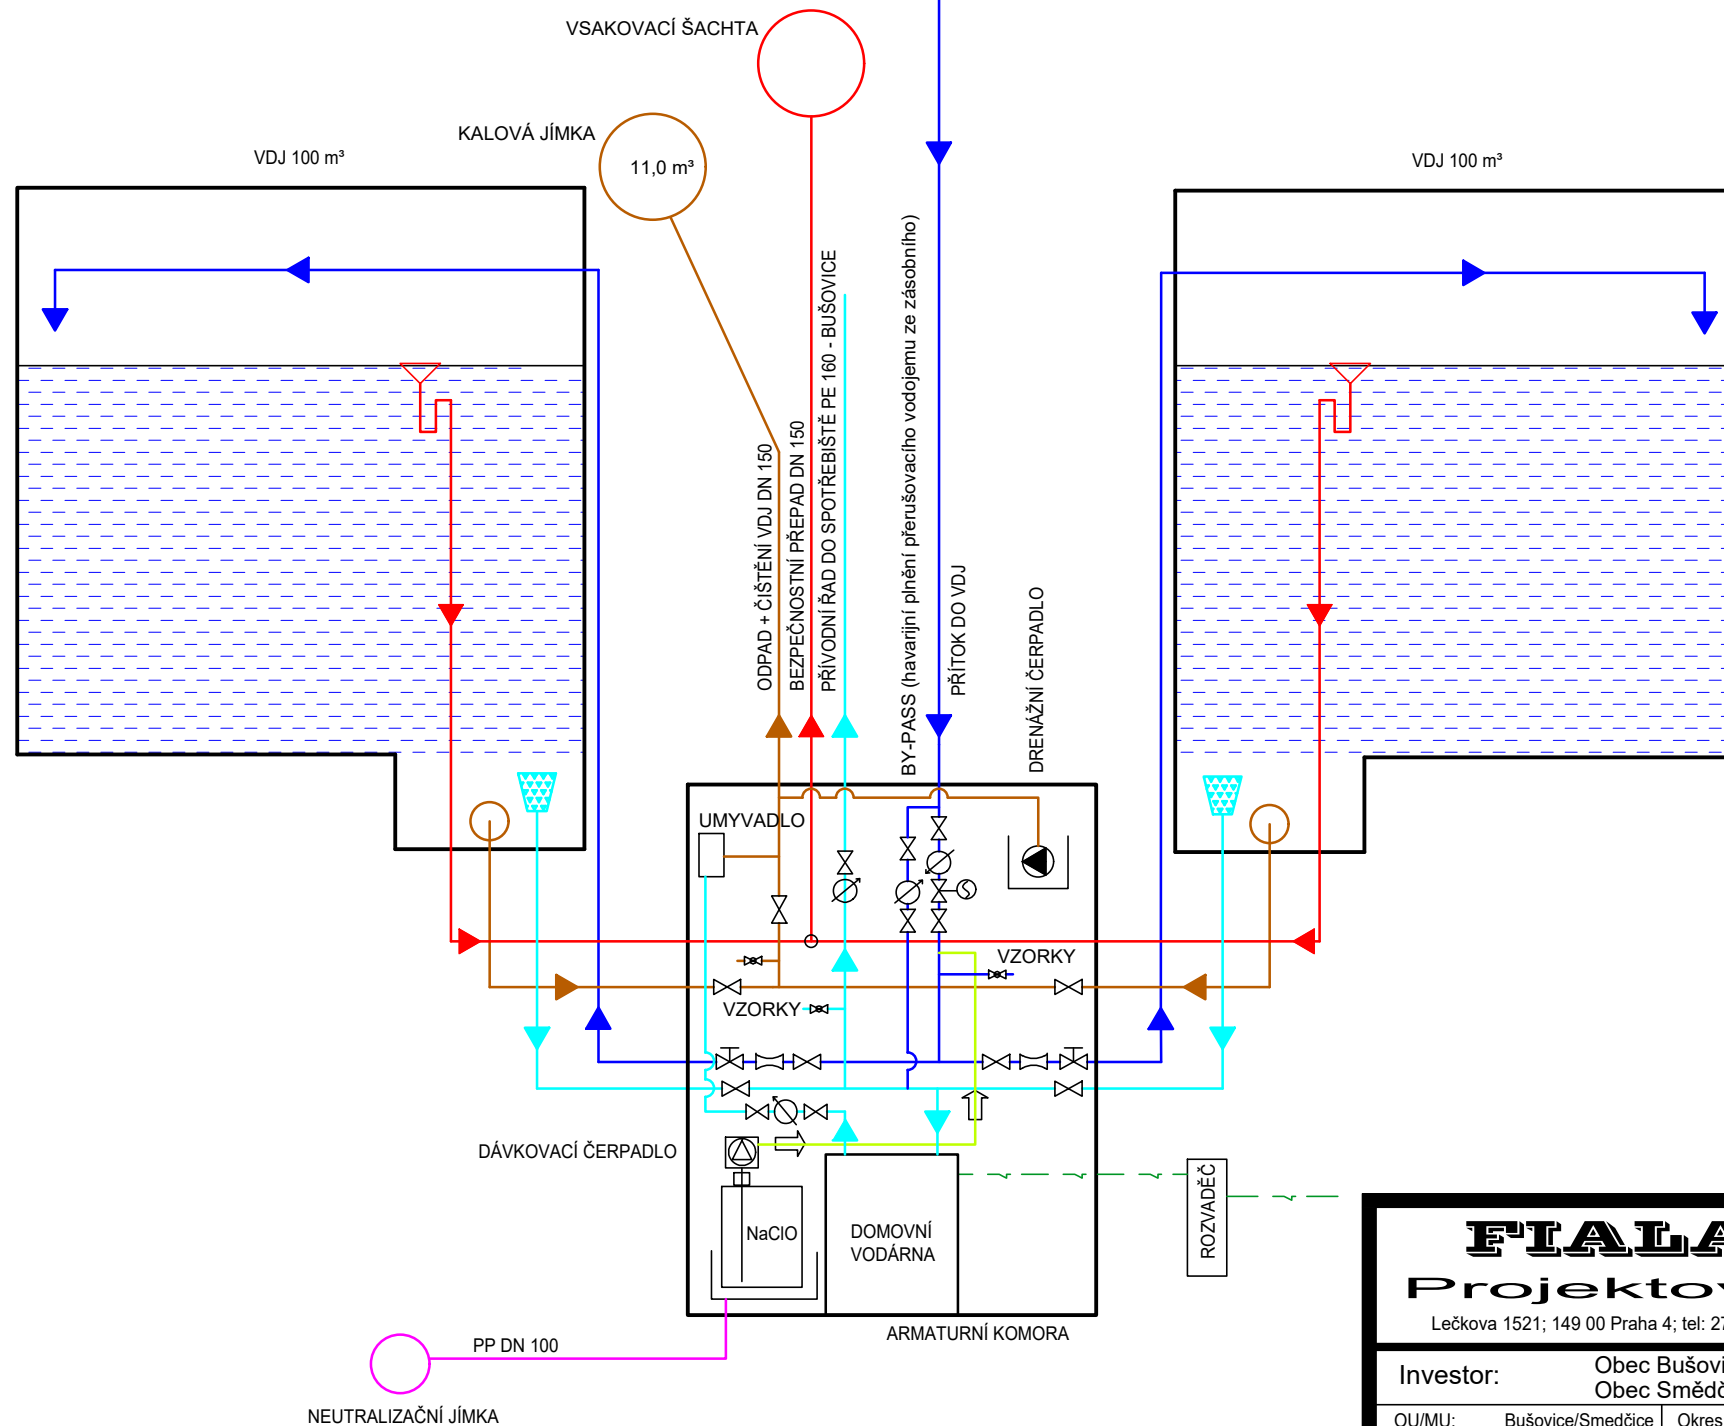 VSAKOVACÍ ŠACHTA
KALOVÁ JÍMKA
11,0 m³
VDJ 100 m³
VDJ 100 m³
ODPAD + ČIŠTĚNÍ VDJ DN 150
BEZPEČNOSTNÍ PŘEPAD DN 150
PŘÍVODNÍ ŘAD DO SPOTŘEBIŠTĚ PE 160 - BUŠOVICE
BY-PASS (havarijní plnění přerušovacího vodojemu ze zásobního)
PŘÍTOK DO VDJ
DRENÁŽNÍ ČERPADLO
UMYVADLO
VZORKY
VZORKY
DÁVKOVACÍ ČERPADLO
NaClO
DOMOVNÍ
VODÁRNA
ROZVADĚČ
ARMATURNÍ KOMORA
PP DN 100
NEUTRALIZAČNÍ JÍMKA
FIALA
Projektov
Lečkova 1521; 149 00 Praha 4; tel: 27
Investor:
Obec Bušovi
Obec Smědč
OU/MU:
Bušovice/Smedčice
Okres